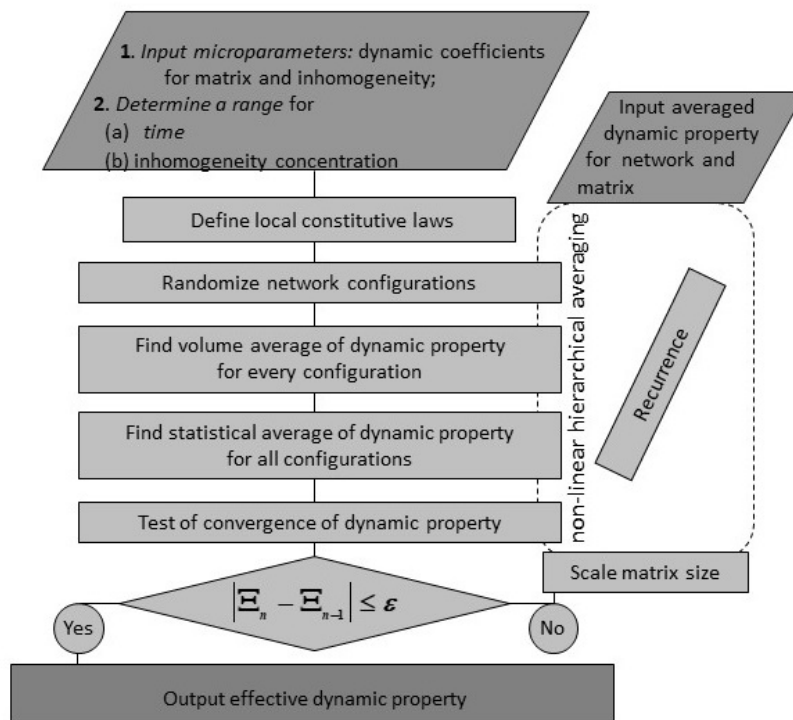 1. Input microparameters: dynamic coefficients
for matrix and inhomogeneity;
2. Determine a range for
(a) time
(b) inhomogeneity concentration
Input averaged
dynamic property
for network and
matrix
Define local constitutive laws
Randomize network configurations
Find volume average of dynamic property
for every configuration
Find statistical average of dynamic property
for all configurations
Test of convergence of dynamic property
non-linear hierarchical averaging
Recurrence
Scale matrix size
|Ξn − Ξn−1| ≤ ε
Yes
No
Output effective dynamic property